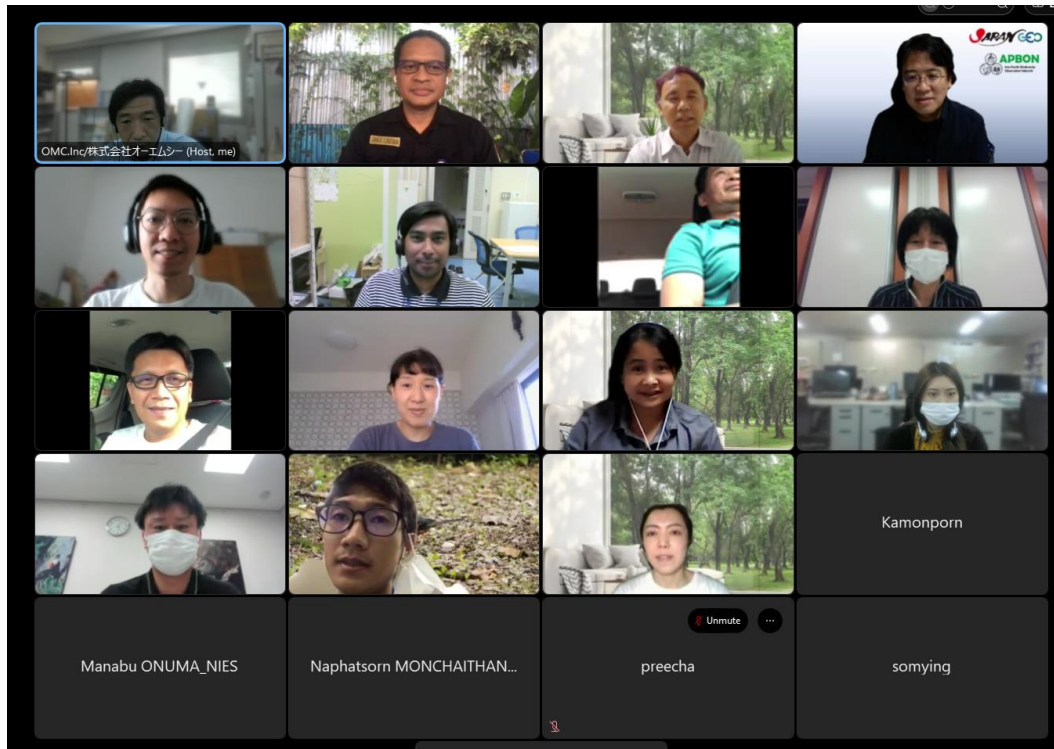 JAPAN GEO
APBON
OMC.Inc/株式会社オーエムシー (Host, me)
Kamonporn
Unmute
Manabu ONUMA_NIES
Naphatsorn MONCHAITHAN...
preecha
somying